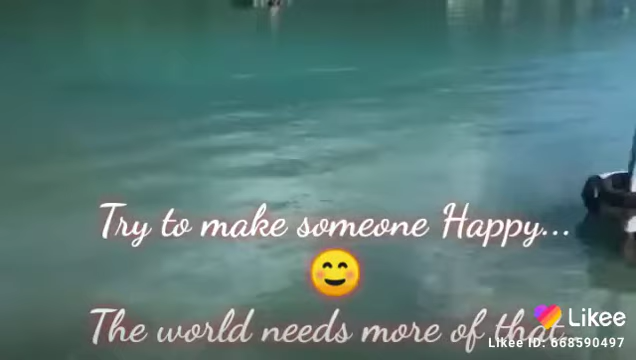 Try to make someone Happy...
😊
The world needs more of that
Likee
Likee ID: 668590497